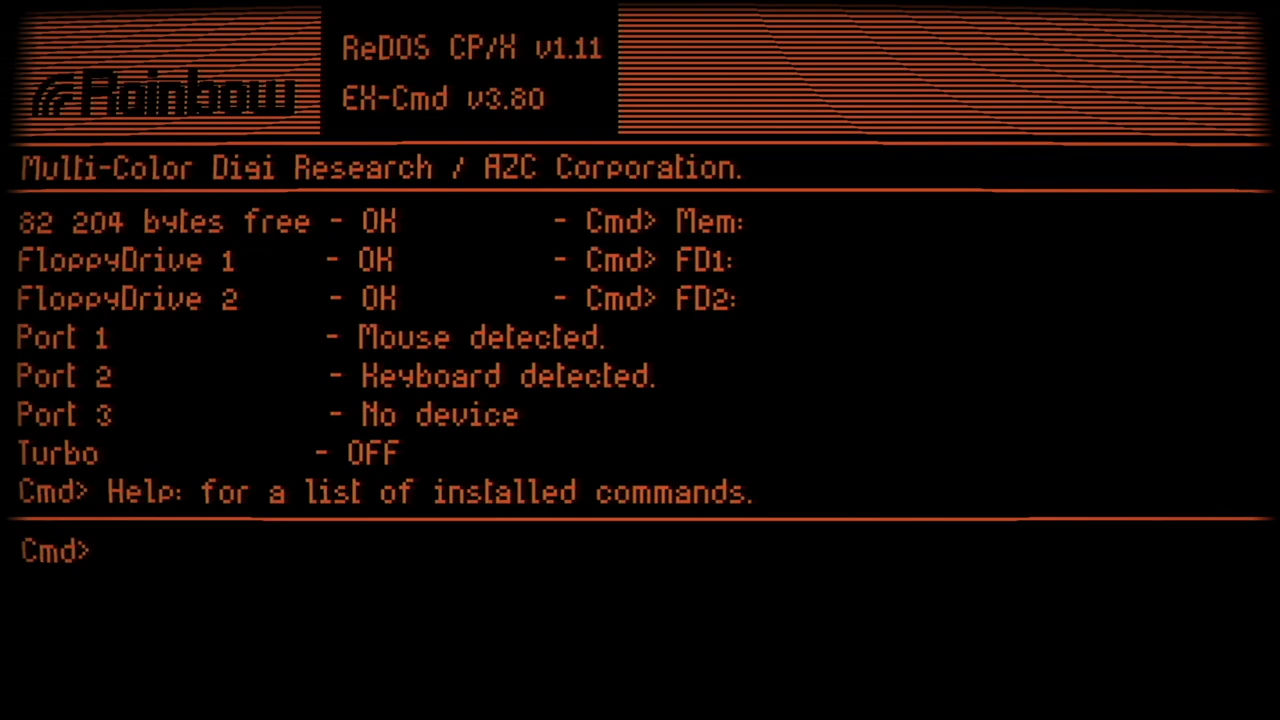 Rainbow
ReDOS CP/X v1.11
EX-Cmd v3.80
Multi-Color Digi Research / AZC Corporation.
82 204 bytes free - OK - Cmd> Mem:
FloppyDrive 1 - OK - Cmd> FD1:
FloppyDrive 2 - OK - Cmd> FD2:
Port 1 - Mouse detected.
Port 2 - Keyboard detected.
Port 3 - No device
Turbo - OFF
Cmd> Help: for a list of installed commands.
Cmd>